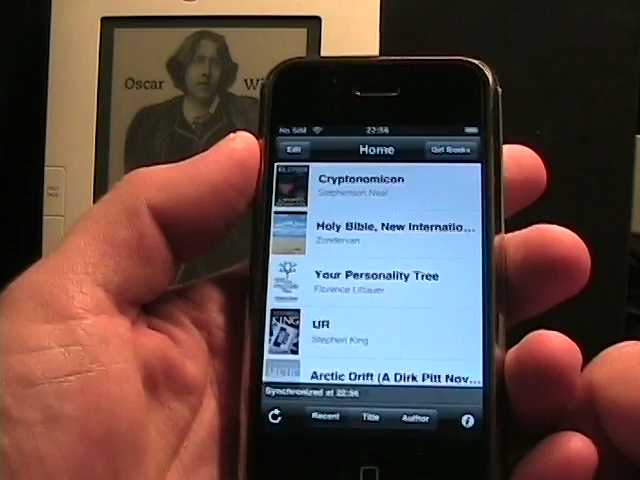 Oscar Wi
No SIM 22:56
Edit Home Get Books
Cryptonomicon
Stephenson Neal
Holy Bible, New Internatio...
Zondervan
Your Personality Tree
Florence Littauer
KING
UR
Stephen King
Arctic Drift (A Dirk Pitt Nov...
Synchronized at 22:56
Recent Title Author